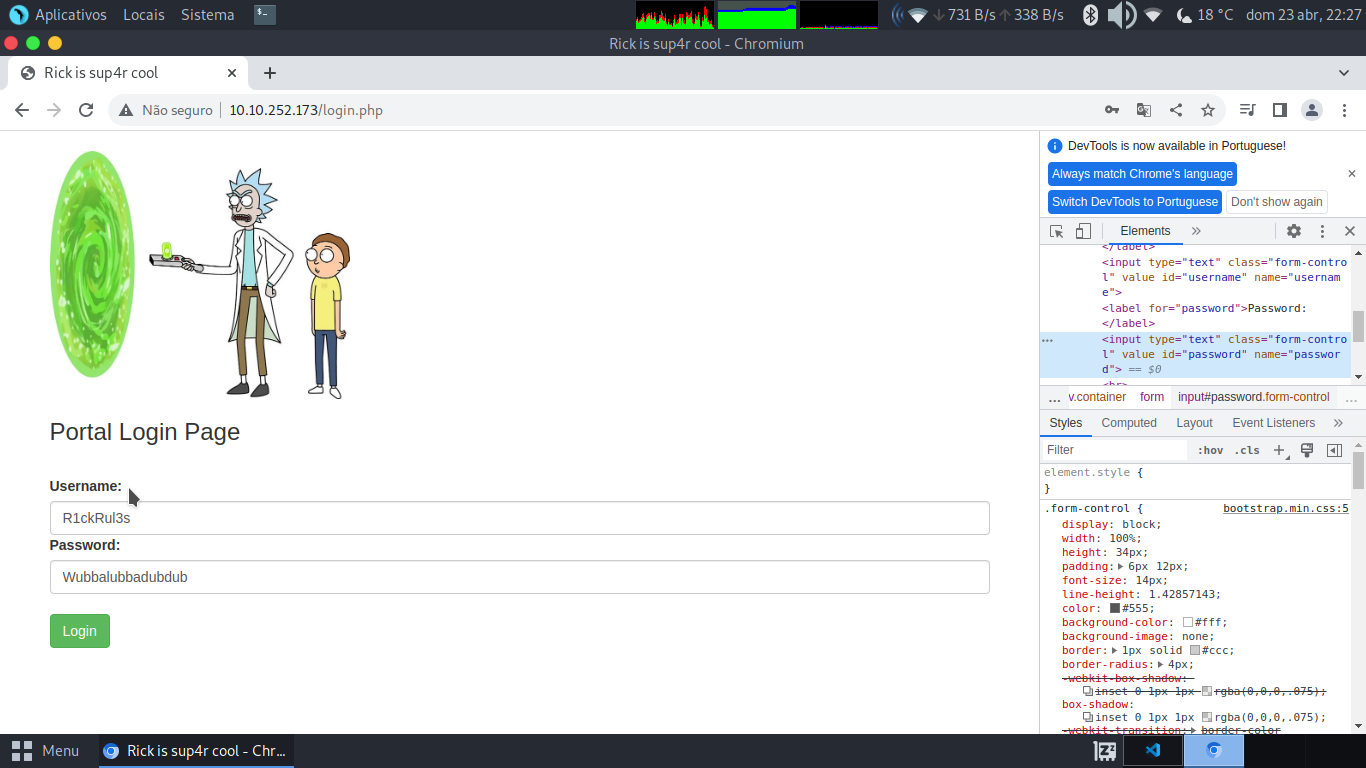 Aplicativos Locais Sistema 731 B/s 338 B/s 18 °C dom 23 abr, 22:27
Rick is sup4r cool - Chromium
Rick is sup4r cool
Não seguro 10.10.252.173/login.php
DevTools is now available in Portuguese!
Always match Chrome's language
Switch DevTools to Portuguese Don't show again
Elements
</label>
<input type="text" class="form-contro
l" value id="username" name="usernam
e">
<label for="password">Password:
</label>
<input type="text" class="form-contro
l" value id="password" name="passwor
d"> == $0
<br>
... v.container form input#password.form-control ...
Styles Computed Layout Event Listeners
Filter :hov .cls
element.style {
}
.form-control { bootstrap.min.css:5
display: block;
width: 100%;
height: 34px;
padding: 6px 12px;
font-size: 14px;
line-height: 1.42857143;
color: #555;
background-color: #fff;
background-image: none;
border: 1px solid #ccc;
border-radius: 4px;
-webkit-box-shadow:
inset 0 1px 1px rgba(0,0,0,.075);
box-shadow:
inset 0 1px 1px rgba(0,0,0,.075);
-webkit-transition: border-color
Portal Login Page
Username:
R1ckRul3s
Password:
Wubbalubbadubdub
Login
Menu Rick is sup4r cool - Chr...